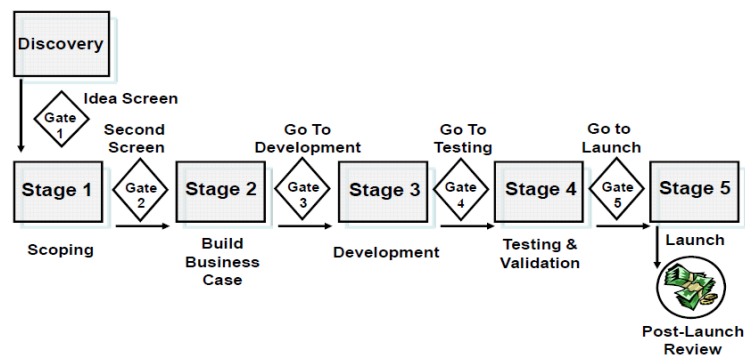 Discovery
Idea Screen
Gate
1
Second
Screen
Go To
Development
Go To
Testing
Go to
Launch
Stage 1
Gate
2
Stage 2
Gate
3
Stage 3
Gate
4
Stage 4
Gate
5
Stage 5
Scoping
Build
Business
Case
Development
Testing &
Validation
Launch
Post-Launch
Review